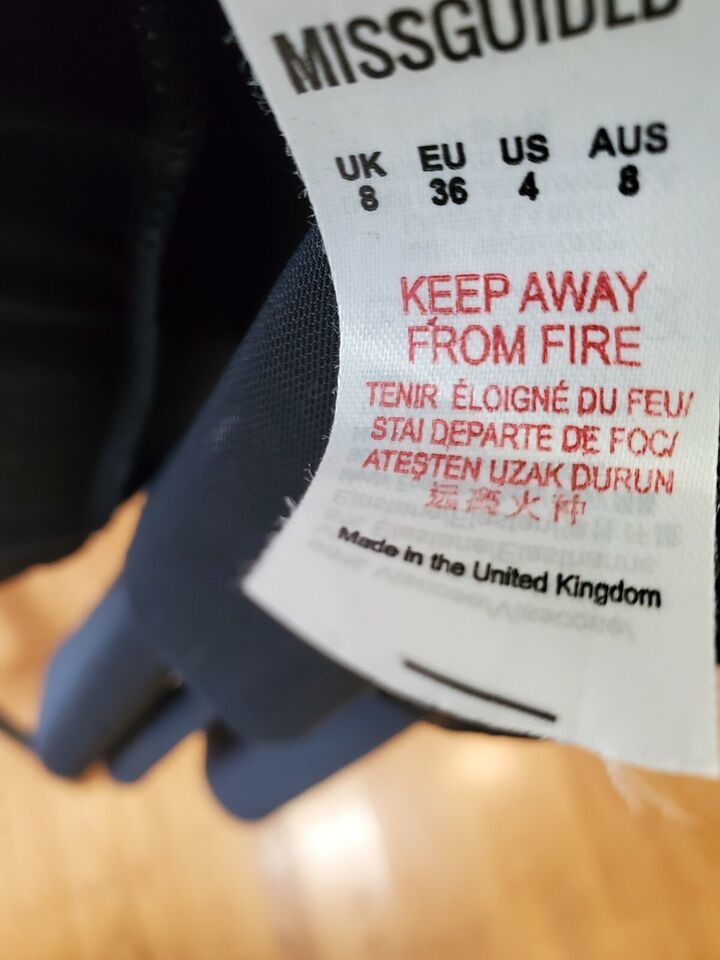 MISSGUIDED
UK EU US AUS
8 36 4 8
KEEP AWAY
FROM FIRE
TENIR ÉLOIGNÉ DU FEU/
STAI DEPARTE DE FOC/
ATEŞTEN UZAK DURUN
远离火种
Made in the United Kingdom